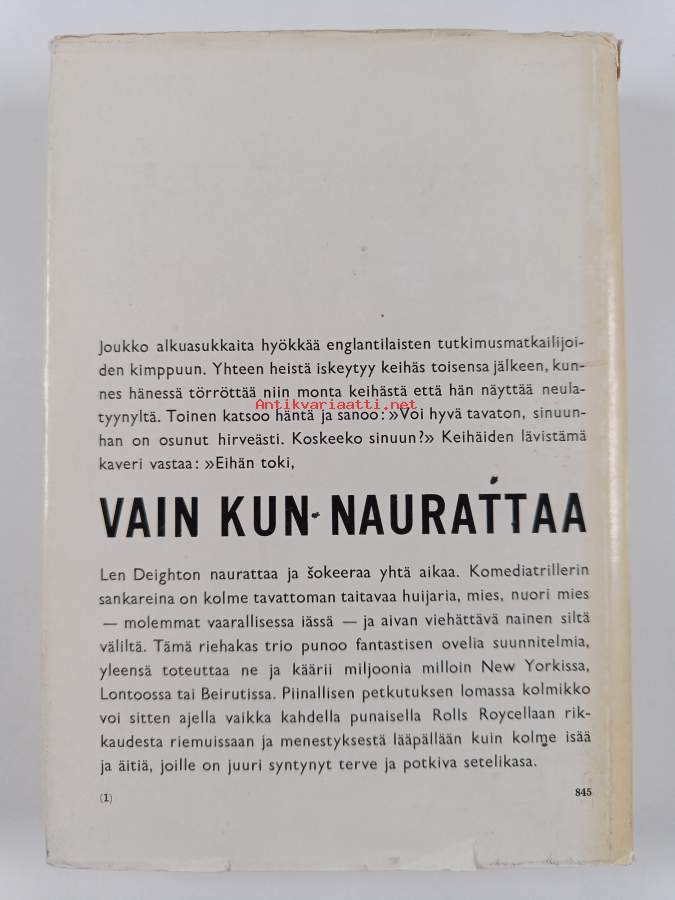 Joukko alkuasukkaita hyökkää englantilaisten tutkimusmatkailijoi-
den kimppuun. Yhteen heistä iskeytyy keihäs toisensa jälkeen, kun-
nes hänessä törröttää niin monta keihästä että hän näyttää neula-
Antikvariaatti.net
tyynyltä. Toinen katsoo häntä ja sanoo: »Voi hyvä tavaton, sinuun-
han on osunut hirveästi. Koskeeko sinuun?» Keihäiden lävistämä
kaveri vastaa: »Eihän toki,
VAIN KUN NAURATTAA
Len Deighton naurattaa ja šokeeraa yhtä aikaa. Komediatrillerin
sankareina on kolme tavattoman taitavaa huijaria, mies, nuori mies
— molemmat vaarallisessa iässä — ja aivan viehättävä nainen siltä
väliltä. Tämä riehakas trio punoo fantastisen ovelia suunnitelmia,
yleensä toteuttaa ne ja käärii miljoonia milloin New Yorkissa,
Lontoossa tai Beirutissa. Piinallisen petkutuksen lomassa kolmikko
voi sitten ajella vaikka kahdella punaisella Rolls Roycellaan rik-
kaudesta riemuissaan ja menestyksestä lääpällään kuin kolme isää
ja äitiä, joille on juuri syntynyt terve ja potkiva setelikasa.
(1) 845